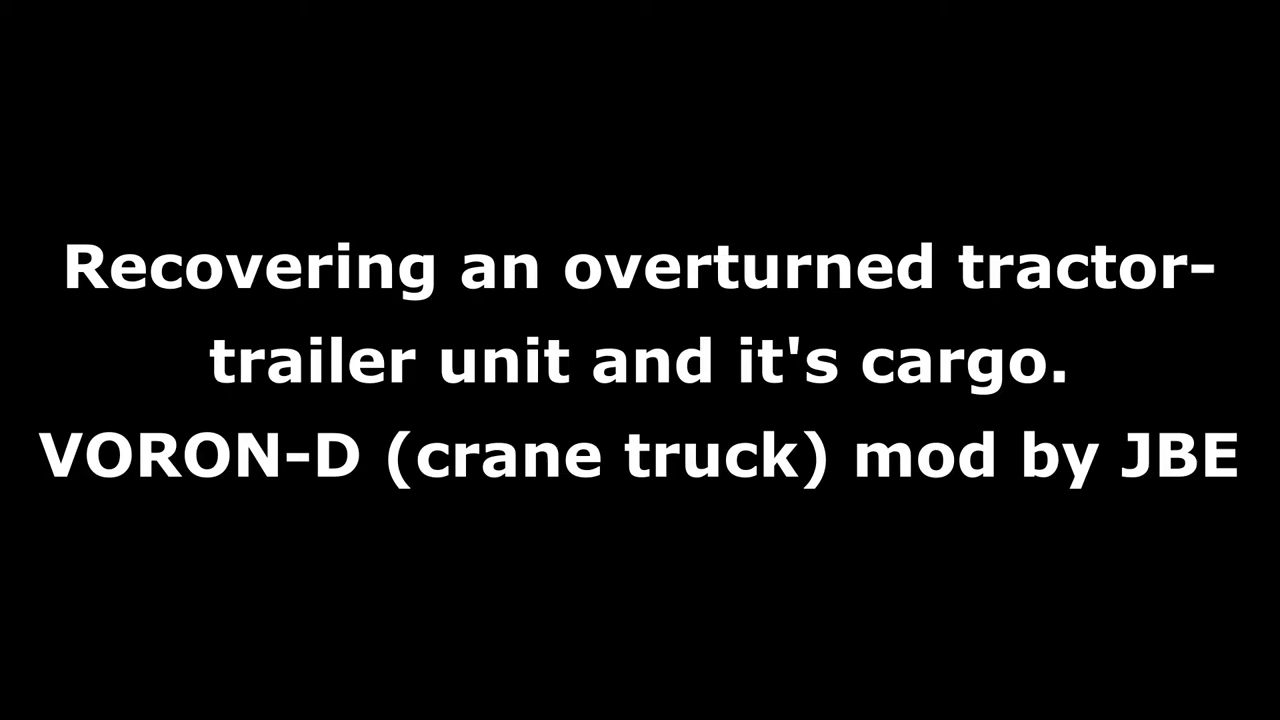 Recovering an overturned tractor-
trailer unit and it's cargo.
VORON-D (crane truck) mod by JBE